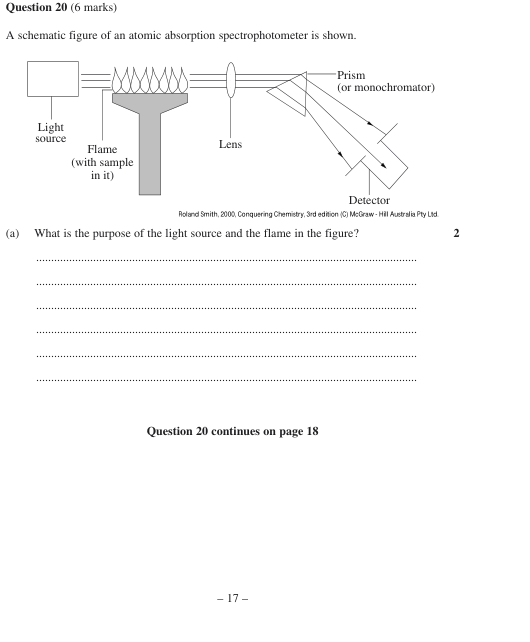 Question 20 (6 marks)
A schematic figure of an atomic absorption spectrophotometer is shown.
Prism
(or monochromator)
Light
source
Flame
(with sample
in it)
Lens
Detector
Roland Smith, 2000, Conquering Chemistry, 3rd edition (C) McGraw - Hill Australia Pty Ltd.
(a) What is the purpose of the light source and the flame in the figure? 2
Question 20 continues on page 18
– 17 –